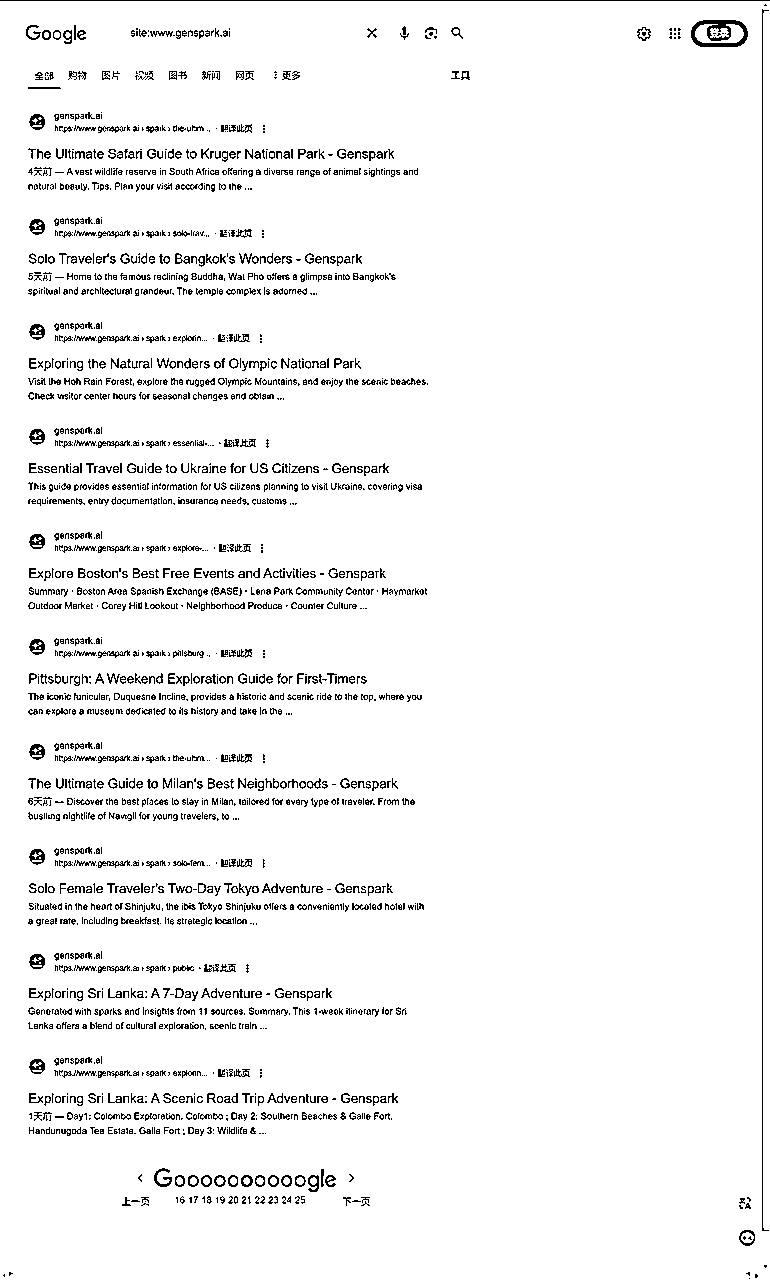 Google
site:www.genspark.ai
登录
全部 购物 图片 视频 图书 新闻 网页 更多 工具
genspark.ai
https://www.genspark.ai › spark › the-ultim... · 翻译此页
The Ultimate Safari Guide to Kruger National Park - Genspark
4天前 — A vast wildlife reserve in South Africa offering a diverse range of animal sightings and
natural beauty. Tips. Plan your visit according to the ...
genspark.ai
https://www.genspark.ai › spark › solo-trav... · 翻译此页
Solo Traveler's Guide to Bangkok's Wonders - Genspark
5天前 — Home to the famous reclining Buddha, Wat Pho offers a glimpse into Bangkok's
spiritual and architectural grandeur. The temple complex is adorned ...
genspark.ai
https://www.genspark.ai › spark › explorin... · 翻译此页
Exploring the Natural Wonders of Olympic National Park
Visit the Hoh Rain Forest, explore the rugged Olympic Mountains, and enjoy the scenic beaches.
Check visitor center hours for seasonal changes and obtain ...
genspark.ai
https://www.genspark.ai › spark › essential-... · 翻译此页
Essential Travel Guide to Ukraine for US Citizens - Genspark
This guide provides essential information for US citizens planning to visit Ukraine, covering visa
requirements, entry documentation, insurance needs, customs ...
genspark.ai
https://www.genspark.ai › spark › explore-... · 翻译此页
Explore Boston's Best Free Events and Activities - Genspark
Summary · Boston Area Spanish Exchange (BASE) · Lena Park Community Center · Haymarket
Outdoor Market · Corey Hill Lookout · Neighborhood Produce · Counter Culture ...
genspark.ai
https://www.genspark.ai › spark › pittsburg... · 翻译此页
Pittsburgh: A Weekend Exploration Guide for First-Timers
The iconic funicular, Duquesne Incline, provides a historic and scenic ride to the top, where you
can explore a museum dedicated to its history and take in the ...
genspark.ai
https://www.genspark.ai › spark › the-ultim... · 翻译此页
The Ultimate Guide to Milan's Best Neighborhoods - Genspark
6天前 — Discover the best places to stay in Milan, tailored for every type of traveler. From the
bustling nightlife of Navigli for young travelers, to ...
genspark.ai
https://www.genspark.ai › spark › solo-fem... · 翻译此页
Solo Female Traveler's Two-Day Tokyo Adventure - Genspark
Situated in the heart of Shinjuku, the ibis Tokyo Shinjuku offers a conveniently located hotel with
a great rate, including breakfast. Its strategic location ...
genspark.ai
https://www.genspark.ai › spark › public · 翻译此页
Exploring Sri Lanka: A 7-Day Adventure - Genspark
Generated with sparks and insights from 11 sources. Summary. This 1-week itinerary for Sri
Lanka offers a blend of cultural exploration, scenic train ...
genspark.ai
https://www.genspark.ai › spark › explorin... · 翻译此页
Exploring Sri Lanka: A Scenic Road Trip Adventure - Genspark
1天前 — Day1: Colombo Exploration. Colombo ; Day 2: Southern Beaches & Galle Fort.
Handunugoda Tea Estate. Galle Fort ; Day 3: Wildlife & ...
‹ Goooooooooogle ›
上一页 16 17 18 19 20 21 22 23 24 25 下一页